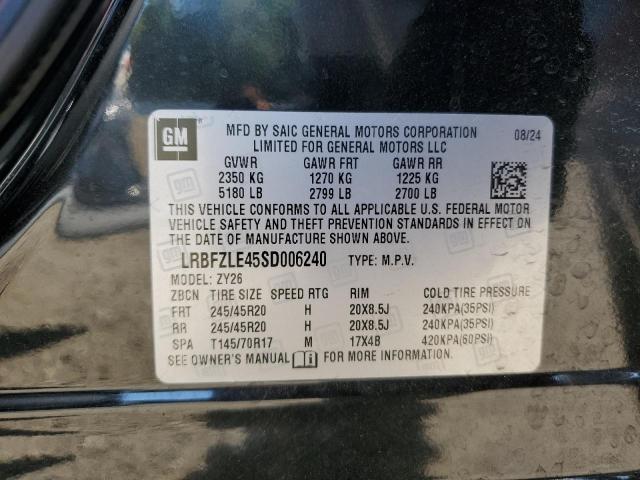 GM
MFD BY SAIC GENERAL MOTORS CORPORATION 08/24
LIMITED FOR GENERAL MOTORS LLC
GVWR GAWR FRT GAWR RR
2350 KG 1270 KG 1225 KG
5180 LB 2799 LB 2700 LB
THIS VEHICLE CONFORMS TO ALL APPLICABLE U.S. FEDERAL MOTOR
VEHICLE SAFETY AND THEFT PREVENTION STANDARDS IN EFFECT ON
THE DATE OF MANUFACTURE SHOWN ABOVE.
LRBFZLE45SD006240 TYPE: M.P.V.
MODEL: ZY26
ZBCN TIRE SIZE SPEED RTG RIM COLD TIRE PRESSURE
FRT 245/45R20 H 20X8.5J 240KPA(35PSI)
RR 245/45R20 H 20X8.5J 240KPA(35PSI)
SPA T145/70R17 M 17X4B 420KPA(60PSI)
SEE OWNER'S MANUAL FOR MORE INFORMATION.